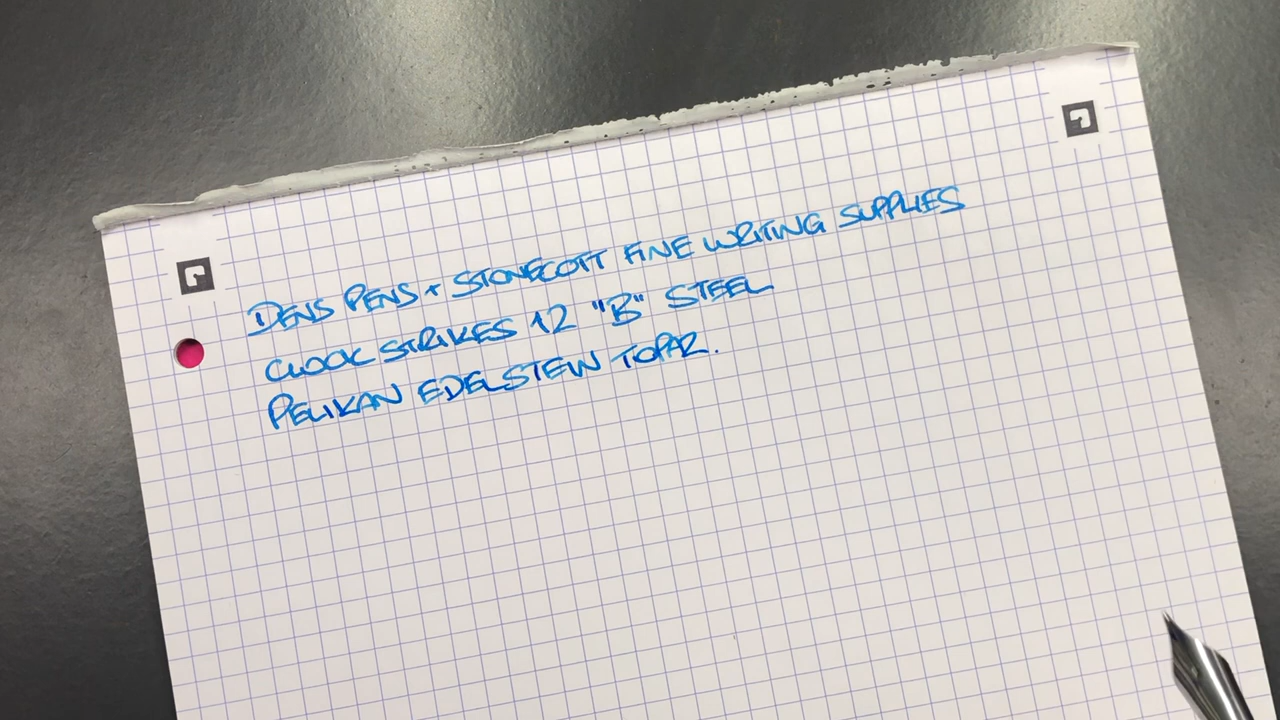 DENS PENS + STONECOTT FINE WRITING SUPPLIES
CLOCK STRIKES 12 "B" STEEL
PELIKAN EDELSTEIN TOPAZ.